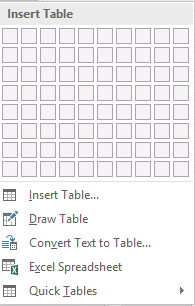 Insert Table
Insert Table...
Draw Table
Convert Text to Table...
Excel Spreadsheet
Quick Tables